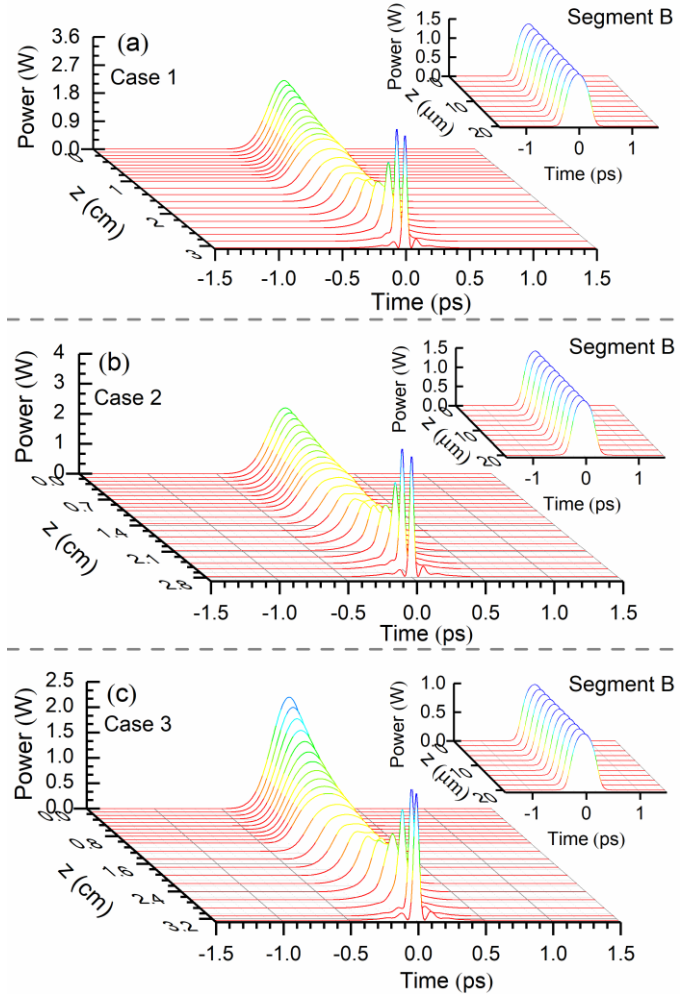 (a)
Case 1
Power (W)
3.6
2.7
1.8
0.9
0.0
0
1
2
3
z (cm)
-1.5 -1.0 -0.5 0.0 0.5 1.0 1.5
Time (ps)
Segment B
Power (W)
1.5
1.0
0.5
0.0
0
10
20
z (μm)
-1 0 1
Time (ps)
(b)
Case 2
Power (W)
4
3
2
1
0
0.0
0.7
1.4
2.1
2.8
z (cm)
-1.5 -1.0 -0.5 0.0 0.5 1.0 1.5
Time (ps)
Segment B
Power (W)
1.5
1.0
0.5
0.0
0
10
20
z (μm)
-1 0 1
Time (ps)
(c)
Case 3
Power (W)
2.5
2.0
1.5
1.0
0.5
0.0
0.0
0.8
1.6
2.4
3.2
z (cm)
-1.5 -1.0 -0.5 0.0 0.5 1.0 1.5
Time (ps)
Segment B
Power (W)
1.0
0.5
0.0
0
10
20
z (μm)
-1 0 1
Time (ps)